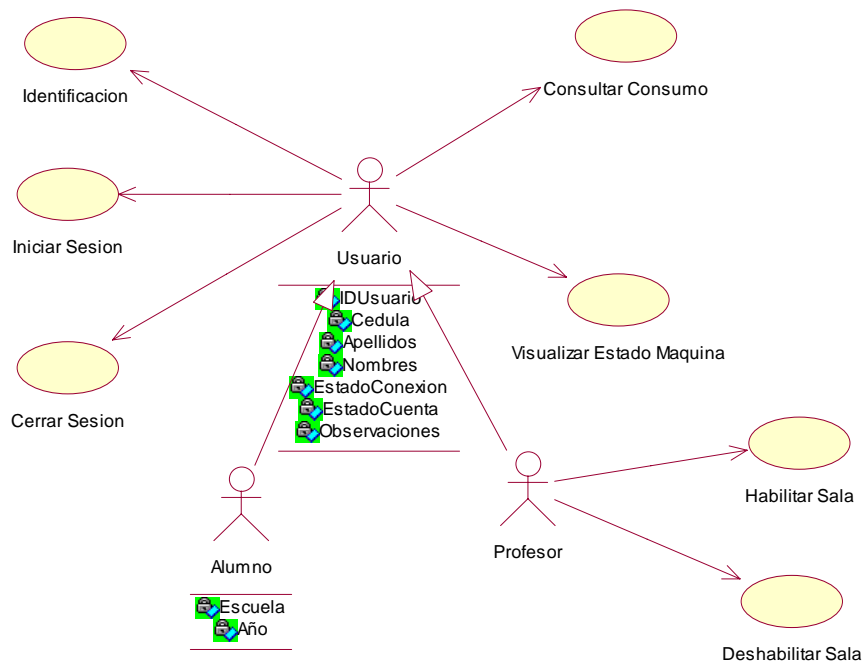 Identificacion
Consultar Consumo
Iniciar Sesion
Usuario
IDUsuario
Cedula
Apellidos
Nombres
EstadoConexion
EstadoCuenta
Observaciones
Visualizar Estado Maquina
Cerrar Sesion
Habilitar Sala
Profesor
Alumno
Escuela
Año
Deshabilitar Sala